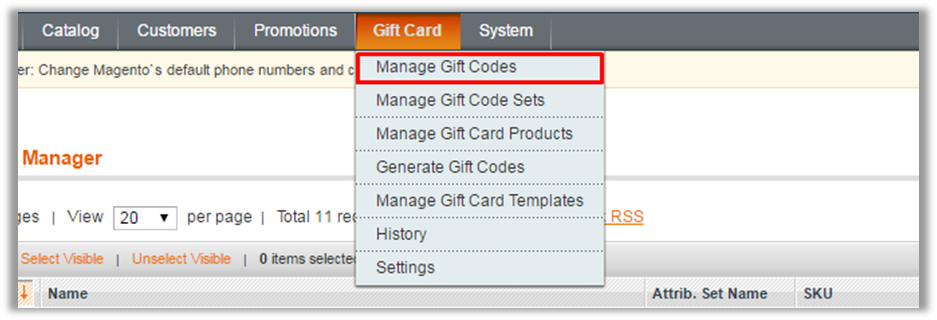 Catalog Customers Promotions Gift Card System
er: Change Magento`s default phone numbers and c
Manage Gift Codes
Manage Gift Code Sets
Manage Gift Card Products
Manager
Generate Gift Codes
Manage Gift Card Templates
ges | View 20 per page | Total 11 rec RSS
History
Select Visible | Unselect Visible | 0 items selected
Settings
Name Attrib. Set Name SKU